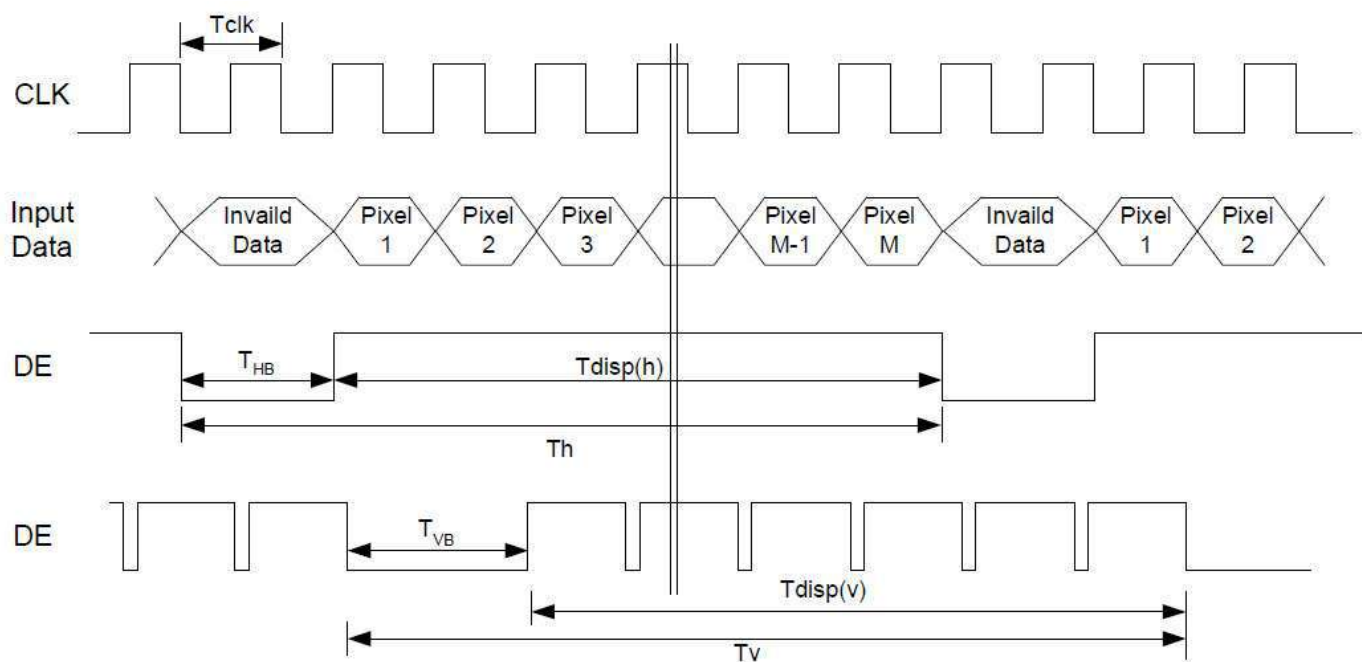 Tclk
CLK
Input
Data
Invaild
Data
Pixel
1
Pixel
2
Pixel
3
Pixel
M-1
Pixel
M
Invaild
Data
Pixel
1
Pixel
2
DE
THB
Tdisp(h)
Th
DE
TVB
Tdisp(v)
Tv